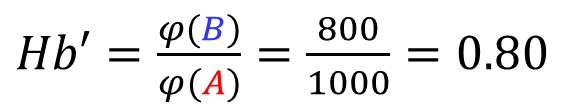 Hb′ = φ(B)/φ(A) = 800/1000 = 0.80